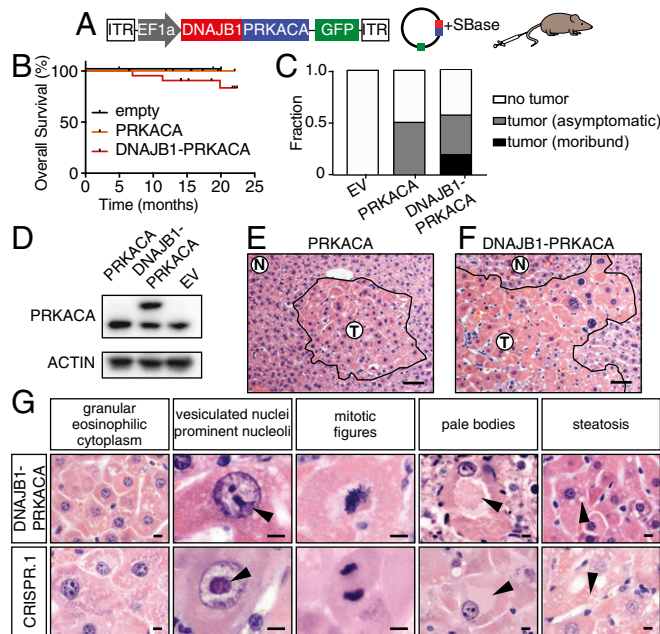 A
ITR EF1a DNAJB1 PRKACA GFP ITR
+SBase
B
Overall Survival (%)
100
50
0
empty
PRKACA
DNAJB1-PRKACA
0 5 10 15 20 25
Time (months)
C
Fraction
1.0
0.5
0
EV
PRKACA
DNAJB1-
PRKACA
no tumor
tumor (asymptomatic)
tumor (moribund)
D
PRKACA
DNAJB1-
PRKACA
EV
PRKACA
ACTIN
E
PRKACA
N
T
F
DNAJB1-PRKACA
N
T
G
granular
eosinophilic
cytoplasm
vesiculated nuclei
prominent nucleoli
mitotic
figures
pale bodies
steatosis
DNAJB1-
PRKACA
CRISPR.1